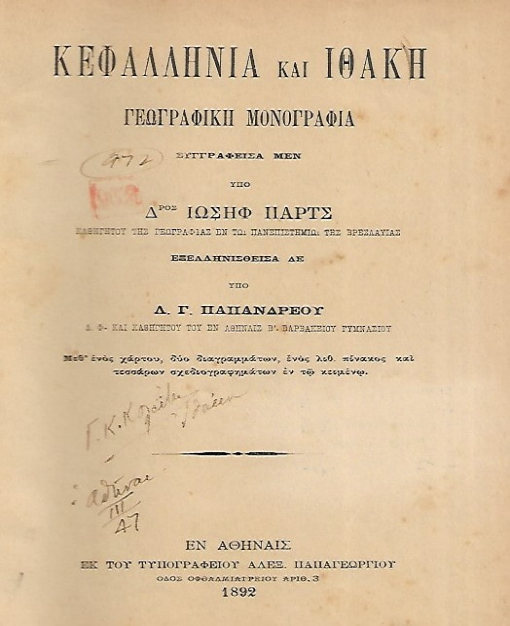 ΚΕΦΑΛΛΗΝΙΑ ΚΑΙ ΙΘΑΚΗ
ΓΕΩΓΡΑΦΙΚΗ ΜΟΝΟΓΡΑΦΙΑ
ΣΥΓΓΡΑΦΕΙΣΑ ΜΕΝ
ΥΠΟ
ΔΡΟΣ ΙΩΣΗΦ ΠΑΡΤΣ
ΚΑΘΗΓΗΤΟΥ ΤΗΣ ΓΕΩΓΡΑΦΙΑΣ ΕΝ ΤΩι ΠΑΝΕΠΙΣΤΗΜΙΩι ΤΗΣ ΒΡΕΣΛΑΥΙΑΣ
ΕΞΕΛΛΗΝΙΣΘΕΙΣΑ ΔΕ
ΥΠΟ
Λ. Γ. ΠΑΠΑΝΔΡΕΟΥ
Δ. Φ. ΚΑΙ ΚΑΘΗΓΗΤΟΥ ΤΟΥ ΕΝ ΑΘΗΝΑΙΣ Β'. ΒΑΡΒΑΚΕΙΟΥ ΓΥΜΝΑΣΙΟΥ
Μεθ' ἑνὸς χάρτου, δύο διαγραμμάτων, ἑνὸς λιθ. πίνακος καὶ
τεσσάρων σχεδιογραφημάτων ἐν τῷ κειμένῳ.
Γ. Κ.
Ἀθῆναι
III
47
ΕΝ ΑΘΗΝΑΙΣ
ΕΚ ΤΟΥ ΤΥΠΟΓΡΑΦΕΙΟΥ ΑΛΕΞ. ΠΑΠΑΓΕΩΡΓΙΟΥ
ΟΔΟΣ ΟΦΘΑΛΜΙΑΤΡΕΙΟΥ ΑΡΙΘ. 3
1892